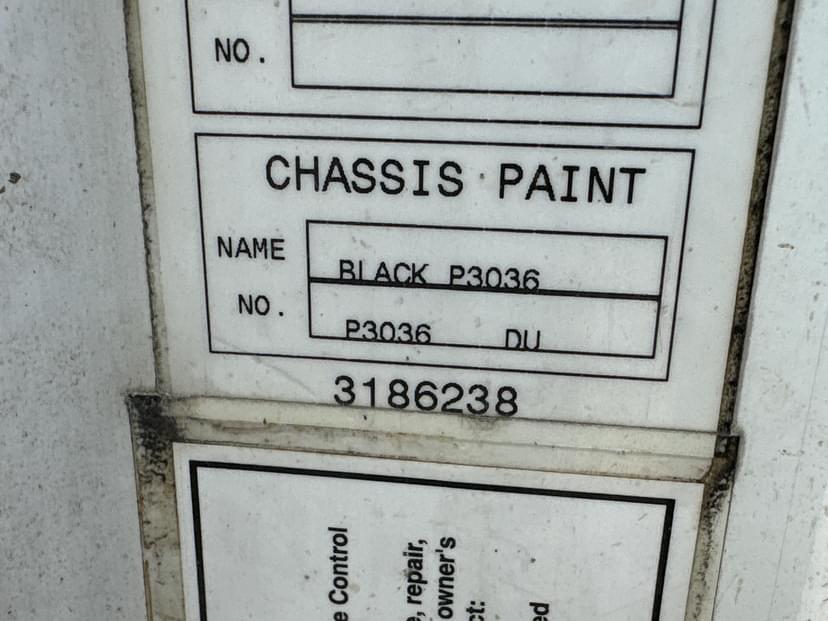 NO.
CHASSIS PAINT
NAME BLACK P3036
NO. P3036 DU
3186238
e Control
, repair,
owner's
ct:
ed